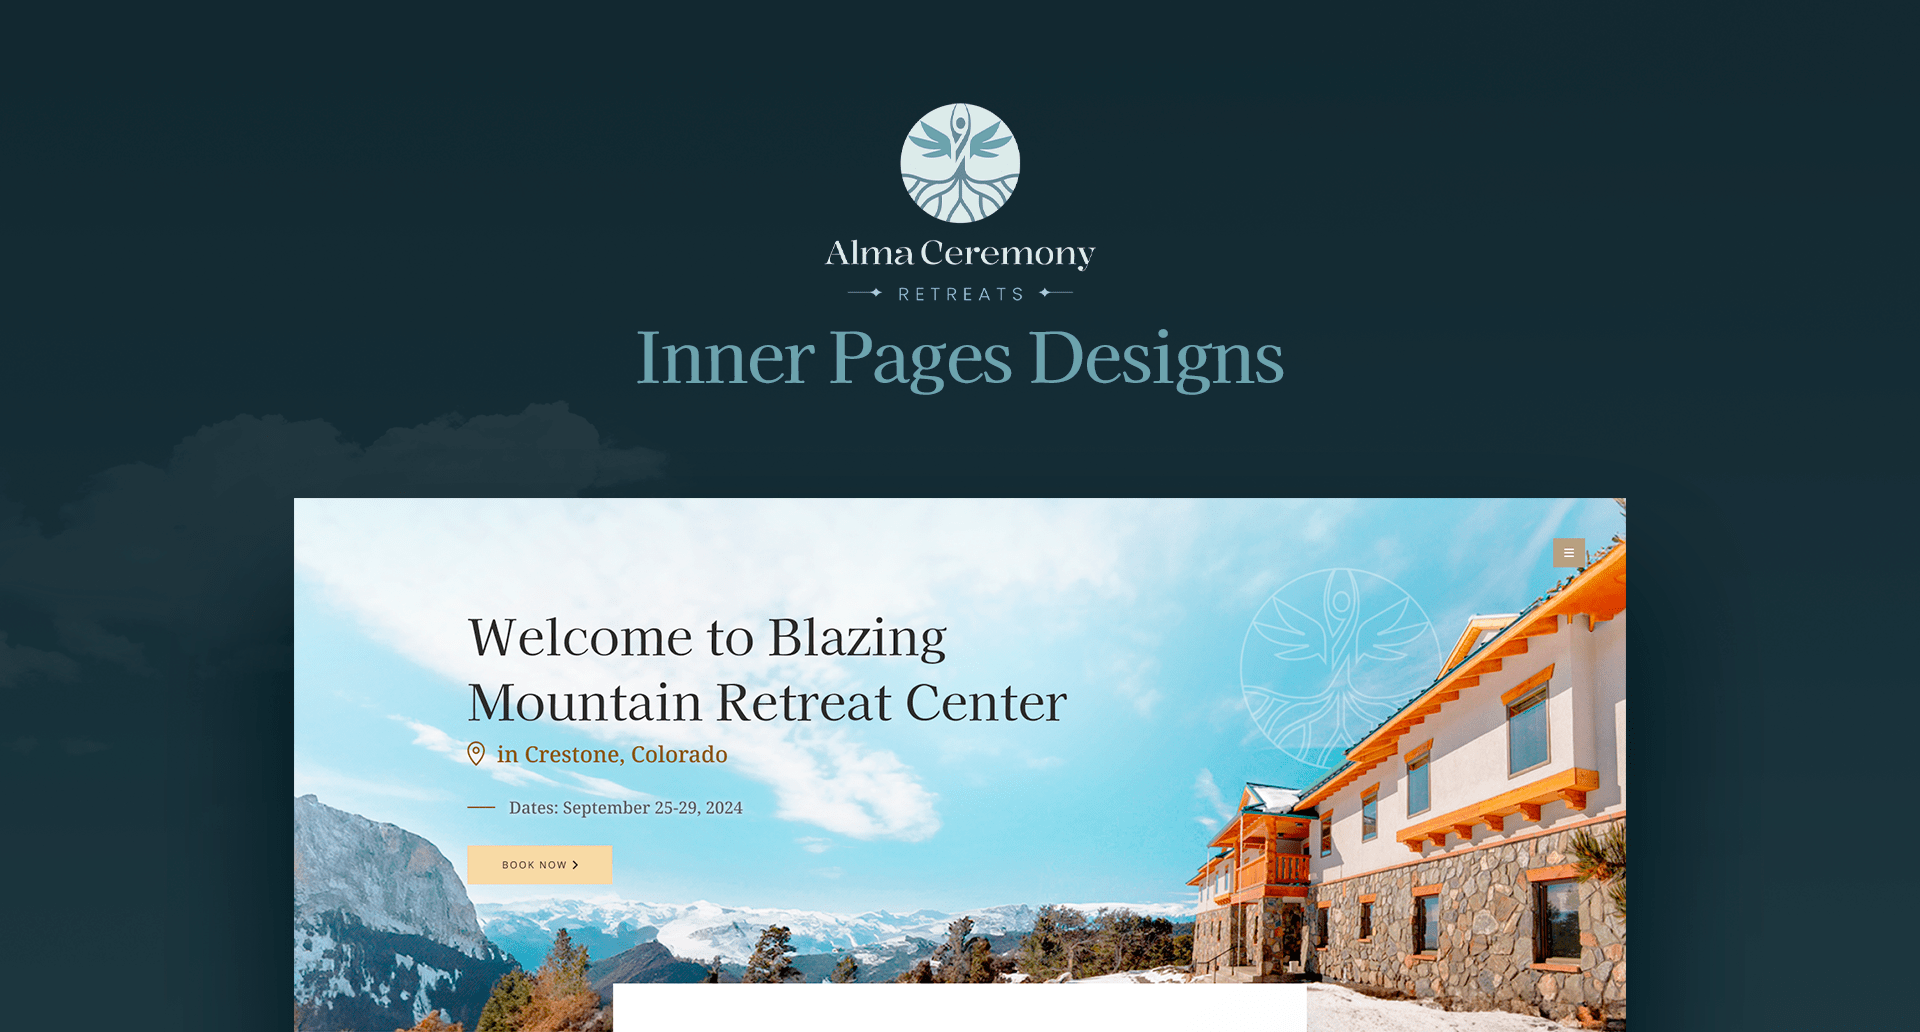 Alma Ceremony
RETREATS
Inner Pages Designs
Welcome to Blazing
Mountain Retreat Center
in Crestone, Colorado
Dates: September 25-29, 2024
BOOK NOW